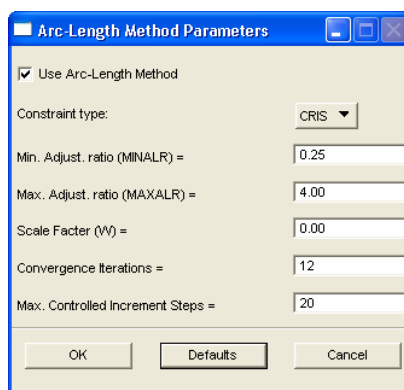 Arc-Length Method Parameters
Use Arc-Length Method
Constraint type: CRIS
Min. Adjust. ratio (MINALR) = 0.25
Max. Adjust. ratio (MAXALR) = 4.00
Scale Facter (W) = 0.00
Convergence Iterations = 12
Max. Controlled Increment Steps = 20
OK Defaults Cancel